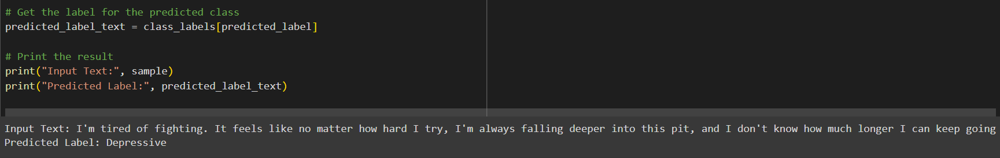 # Get the label for the predicted class
predicted_label_text = class_labels[predicted_label]
# Print the result
print("Input Text:", sample)
print("Predicted Label:", predicted_label_text)
Input Text: I'm tired of fighting. It feels like no matter how hard I try, I'm always falling deeper into this pit, and I don't know how much longer I can keep going
Predicted Label: Depressive